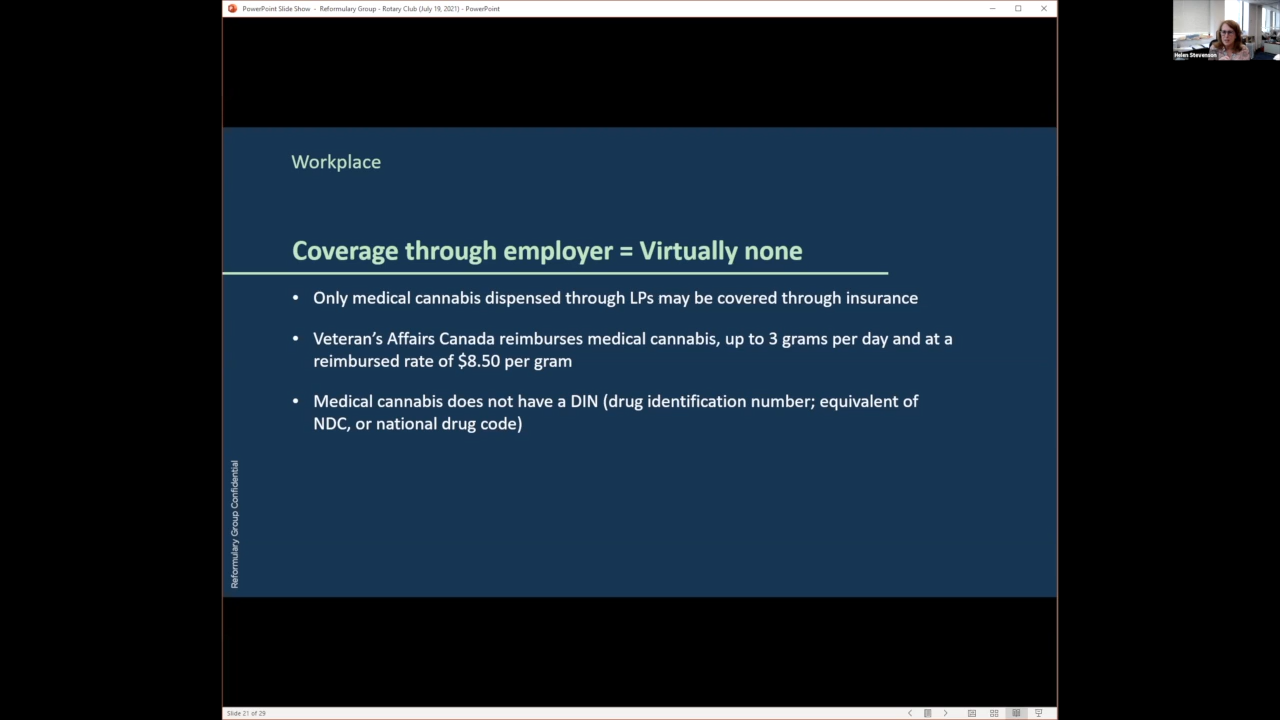 PowerPoint Slide Show - Reformulary Group - Rotary Club (July 19, 2021) - PowerPoint
Helen Stevenson
Workplace
Coverage through employer = Virtually none
• Only medical cannabis dispensed through LPs may be covered through insurance
• Veteran's Affairs Canada reimburses medical cannabis, up to 3 grams per day and at a
reimbursed rate of $8.50 per gram
• Medical cannabis does not have a DIN (drug identification number; equivalent of
NDC, or national drug code)
Reformulary Group Confidential
Slide 21 of 29